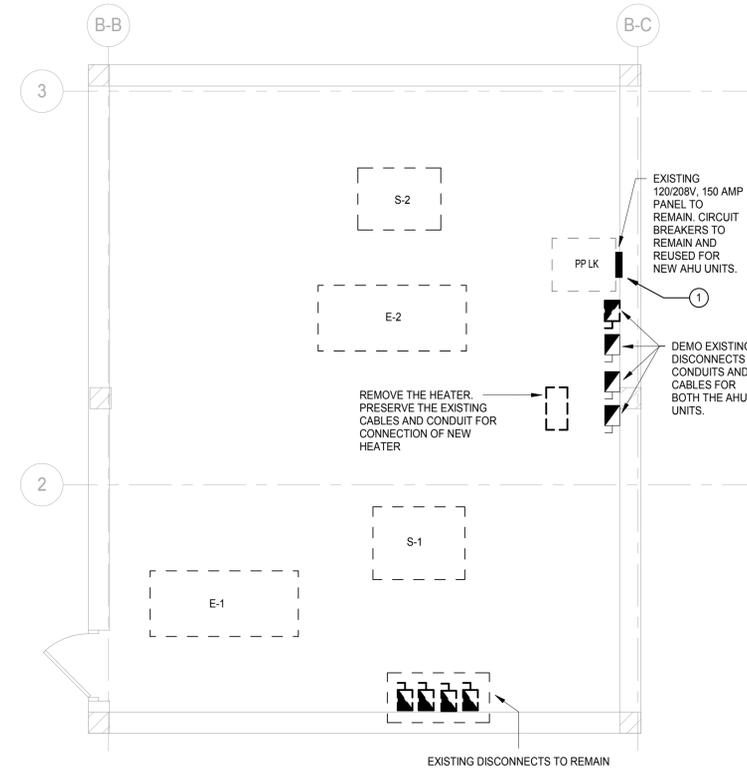 B-B
B-C
3
EXISTING
120/208V, 150 AMP
PANEL TO
REMAIN. CIRCUIT
BREAKERS TO
REMAIN AND
REUSED FOR
NEW AHU UNITS.
S-2
PP LK
1
E-2
DEMO EXISTING
DISCONNECTS
CONDUITS AND
CABLES FOR
BOTH THE AHU
UNITS.
REMOVE THE HEATER.
PRESERVE THE EXISTING
CABLES AND CONDUIT FOR
CONNECTION OF NEW
HEATER
2
S-1
E-1
EXISTING DISCONNECTS TO REMAIN